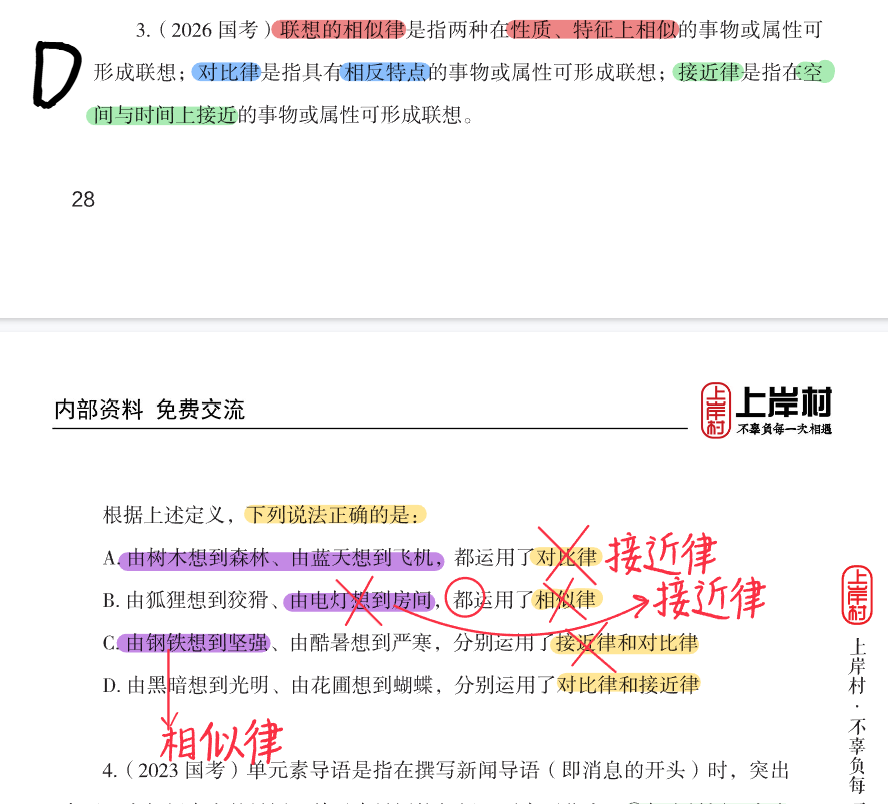 3.（2026 国考）联想的相似律是指两种在性质、特征上相似的事物或属性可
D
形成联想；对比律是指具有相反特点的事物或属性可形成联想；接近律是指在空
间与时间上接近的事物或属性可形成联想。
28
内部资料 免费交流
上岸村
上岸村
不辜负每一次相遇
根据上述定义，下列说法正确的是：
A. 由树木想到森林、由蓝天想到飞机，都运用了对比律 接近律
B. 由狐狸想到狡猾、由电灯想到房间，都运用了相似律 接近律
C. 由钢铁想到坚强、由酷暑想到严寒，分别运用了接近律和对比律
D. 由黑暗想到光明、由花圃想到蝴蝶，分别运用了对比律和接近律
相似律
4.（2023 国考）单元素导语是指在撰写新闻导语（即消息的开头）时，突出
上岸村
上岸村·不辜负每